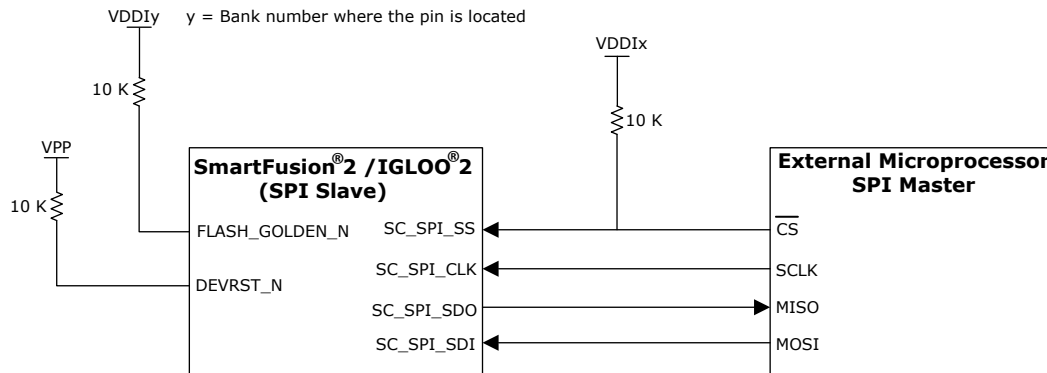 VDDIy y = Bank number where the pin is located
VDDIx
10 K
10 K
VPP
10 K
SmartFusion®2 /IGLOO®2
(SPI Slave)
FLASH_GOLDEN_N
DEVRST_N
SC_SPI_SS
SC_SPI_CLK
SC_SPI_SDO
SC_SPI_SDI
External Microprocessor
SPI Master
CS
SCLK
MISO
MOSI